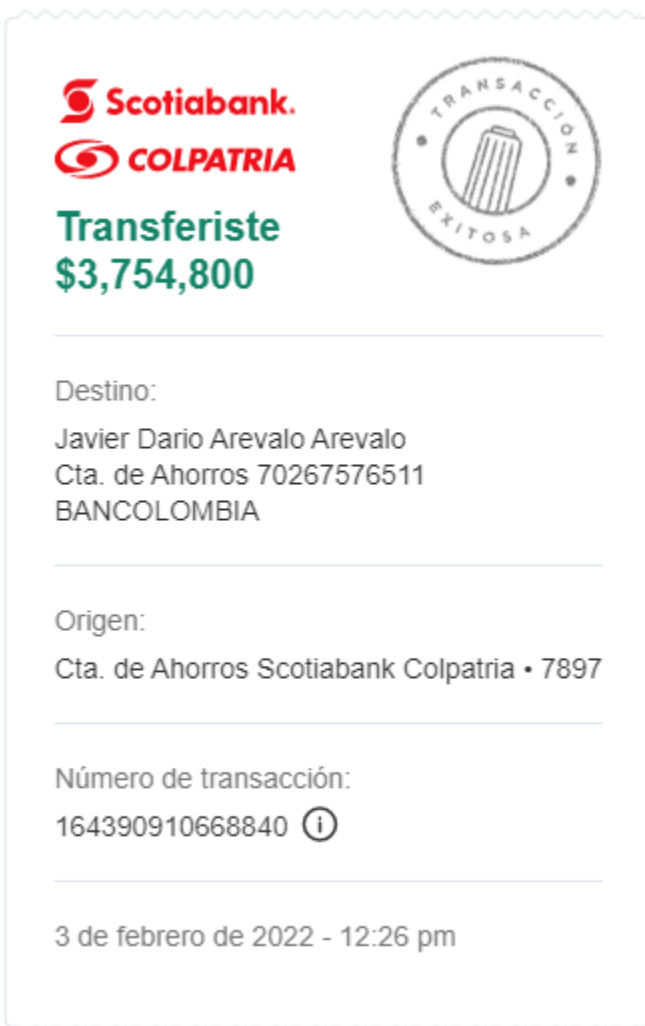 Scotiabank.
COLPATRIA
TRANSACCIÓN
EXITOSA
Transferiste
$3,754,800
Destino:
Javier Dario Arevalo Arevalo
Cta. de Ahorros 70267576511
BANCOLOMBIA
Origen:
Cta. de Ahorros Scotiabank Colpatria • 7897
Número de transacción:
164390910668840
3 de febrero de 2022 - 12:26 pm